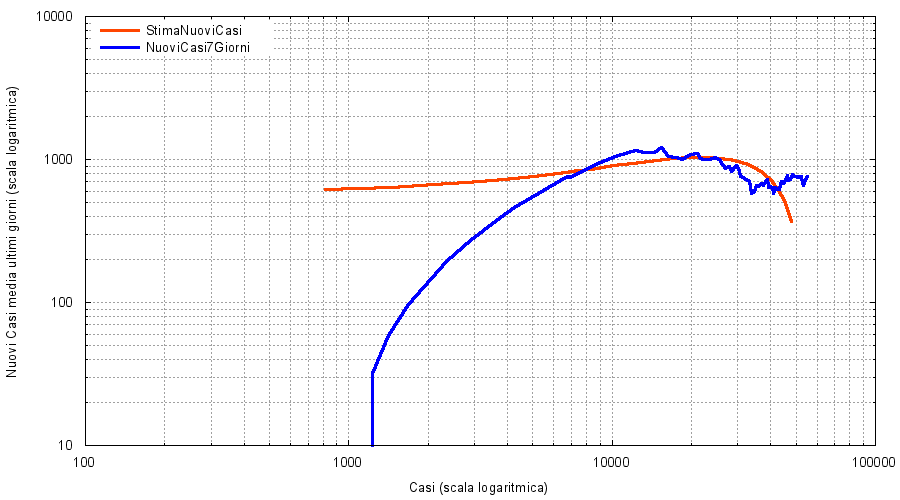 10000
StimaNuoviCasi
NuoviCasi7Giorni
1000
100
10
Nuovi Casi media ultimi giorni (scala logaritmica)
100
1000
10000
100000
Casi (scala logaritmica)